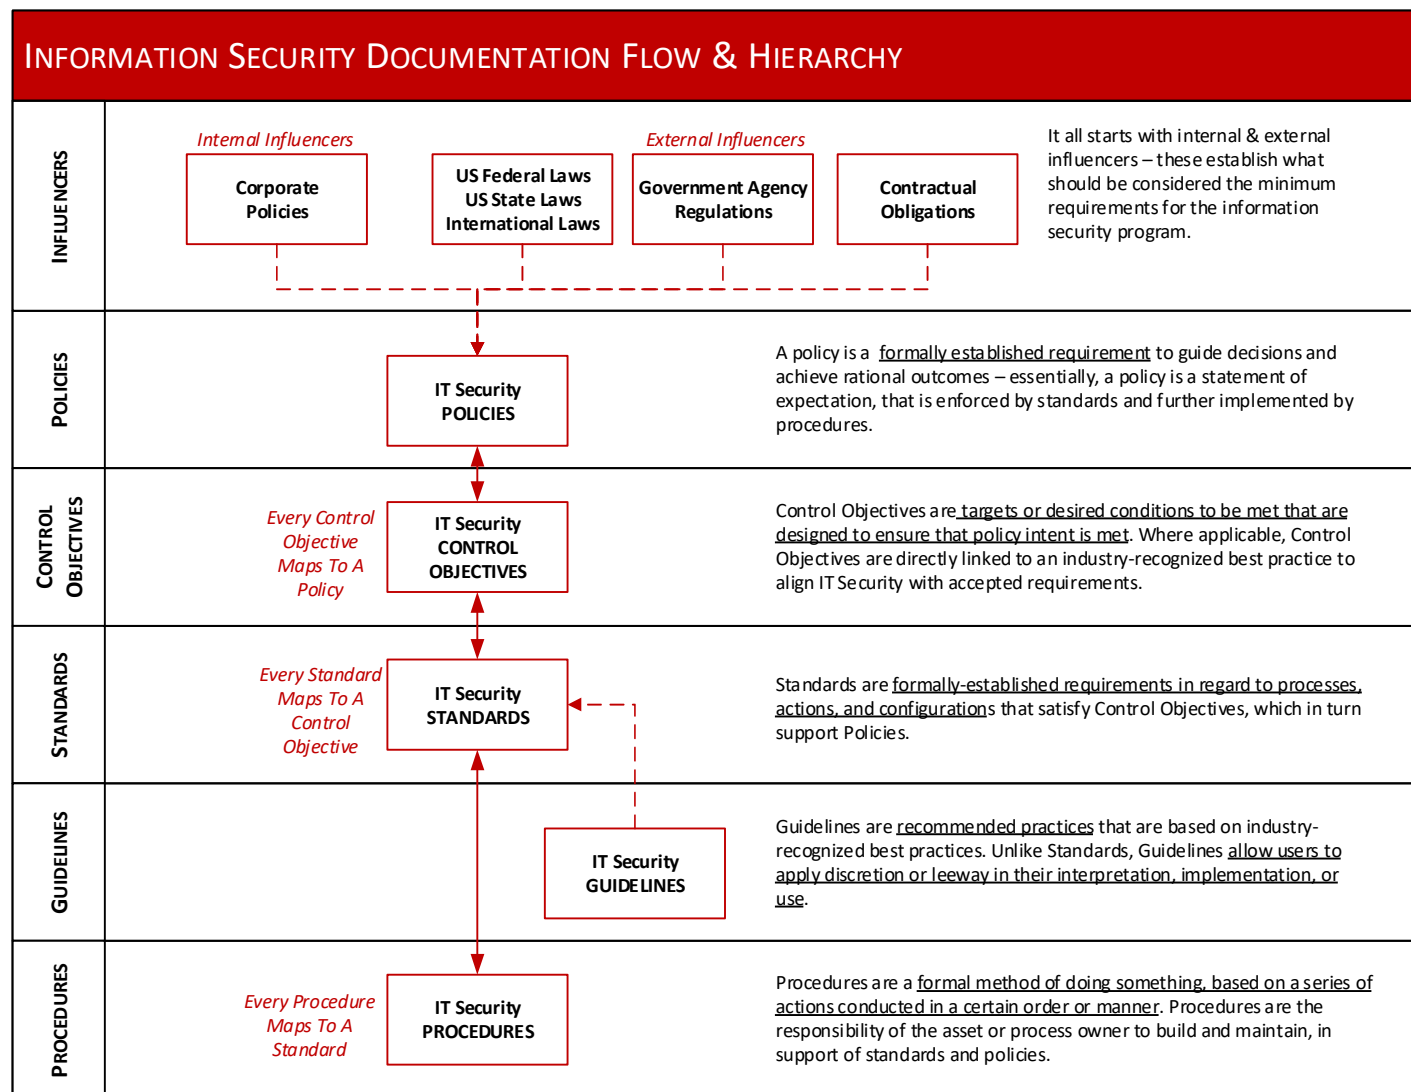 INFORMATION SECURITY DOCUMENTATION FLOW & HIERARCHY
INFLUENCERS
Internal Influencers
External Influencers
Corporate
Policies
US Federal Laws
US State Laws
International Laws
Government Agency
Regulations
Contractual
Obligations
It all starts with internal & external
influencers – these establish what
should be considered the minimum
requirements for the information
security program.
POLICIES
IT Security
POLICIES
A policy is a formally established requirement to guide decisions and
achieve rational outcomes – essentially, a policy is a statement of
expectation, that is enforced by standards and further implemented by
procedures.
CONTROL
OBJECTIVES
Every Control
Objective
Maps To A
Policy
IT Security
CONTROL
OBJECTIVES
Control Objectives are targets or desired conditions to be met that are
designed to ensure that policy intent is met. Where applicable, Control
Objectives are directly linked to an industry-recognized best practice to
align IT Security with accepted requirements.
STANDARDS
Every Standard
Maps To A
Control
Objective
IT Security
STANDARDS
Standards are formally-established requirements in regard to processes,
actions, and configurations that satisfy Control Objectives, which in turn
support Policies.
GUIDELINES
IT Security
GUIDELINES
Guidelines are recommended practices that are based on industry-
recognized best practices. Unlike Standards, Guidelines allow users to
apply discretion or leeway in their interpretation, implementation, or
use.
PROCEDURES
Every Procedure
Maps To A
Standard
IT Security
PROCEDURES
Procedures are a formal method of doing something, based on a series of
actions conducted in a certain order or manner. Procedures are the
responsibility of the asset or process owner to build and maintain, in
support of standards and policies.